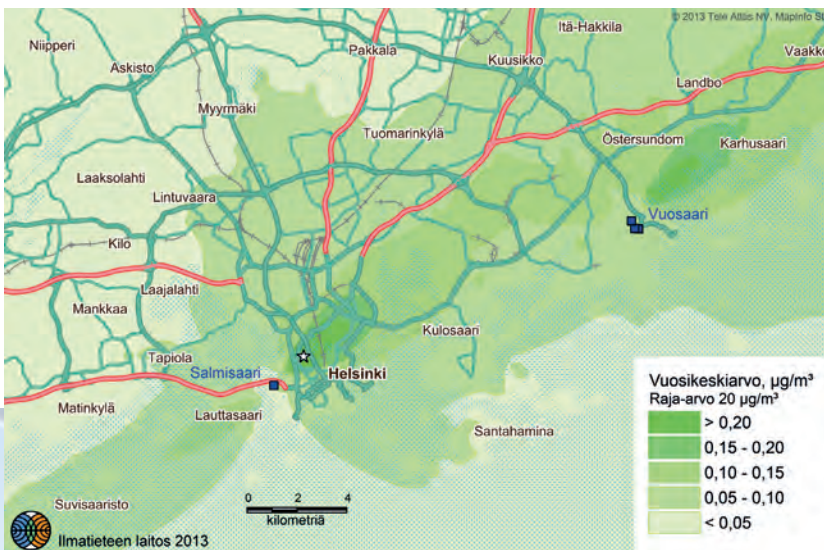 © 2013 Tele Atlas NV, MapInfo
Niipperi
Itä-Hakkila
Pakkala
Kuusikko
Askisto
Landbo
Myyrmäki
Tuomarinkylä
Östersundom
Karhusaari
Laaksolahti
Lintuvaara
Vuosaari
Kilo
Laajalahti
Mankkaa
Kulosaari
Tapiola
Salmisaari
Helsinki
Matinkylä
Lauttasaari
Santahamina
Suvisaaristo
Vuosikeskiarvo, µg/m³
Raja-arvo 20 µg/m³
> 0,20
0,15 - 0,20
0,10 - 0,15
0,05 - 0,10
< 0,05
0 2 4
kilometriä
Ilmatieteen laitos 2013